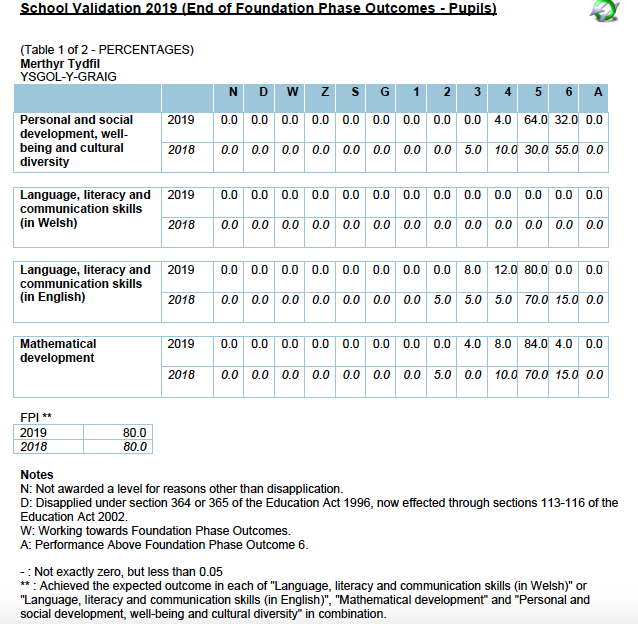 School Validation 2019 (End of Foundation Phase Outcomes - Pupils)
(Table 1 of 2 - PERCENTAGES)
Merthyr Tydfil
YSGOL-Y-GRAIG
N D W Z S G 1 2 3 4 5 6 A
Personal and social development, well-being and cultural diversity
2019 0.0 0.0 0.0 0.0 0.0 0.0 0.0 0.0 0.0 4.0 64.0 32.0 0.0
2018 0.0 0.0 0.0 0.0 0.0 0.0 0.0 0.0 5.0 10.0 30.0 55.0 0.0
Language, literacy and communication skills (in Welsh)
2019 0.0 0.0 0.0 0.0 0.0 0.0 0.0 0.0 0.0 0.0 0.0 0.0 0.0
2018 0.0 0.0 0.0 0.0 0.0 0.0 0.0 0.0 0.0 0.0 0.0 0.0 0.0
Language, literacy and communication skills (in English)
2019 0.0 0.0 0.0 0.0 0.0 0.0 0.0 0.0 8.0 12.0 80.0 0.0 0.0
2018 0.0 0.0 0.0 0.0 0.0 0.0 0.0 5.0 5.0 5.0 70.0 15.0 0.0
Mathematical development
2019 0.0 0.0 0.0 0.0 0.0 0.0 0.0 0.0 4.0 8.0 84.0 4.0 0.0
2018 0.0 0.0 0.0 0.0 0.0 0.0 0.0 5.0 0.0 10.0 70.0 15.0 0.0
FPI **
2019 80.0
2018 80.0
Notes
N: Not awarded a level for reasons other than disapplication.
D: Disapplied under section 364 or 365 of the Education Act 1996, now effected through sections 113-116 of the
Education Act 2002.
W: Working towards Foundation Phase Outcomes.
A: Performance Above Foundation Phase Outcome 6.
- : Not exactly zero, but less than 0.05
** : Achieved the expected outcome in each of "Language, literacy and communication skills (in Welsh)" or
"Language, literacy and communication skills (in English)", "Mathematical development" and "Personal and
social development, well-being and cultural diversity" in combination.